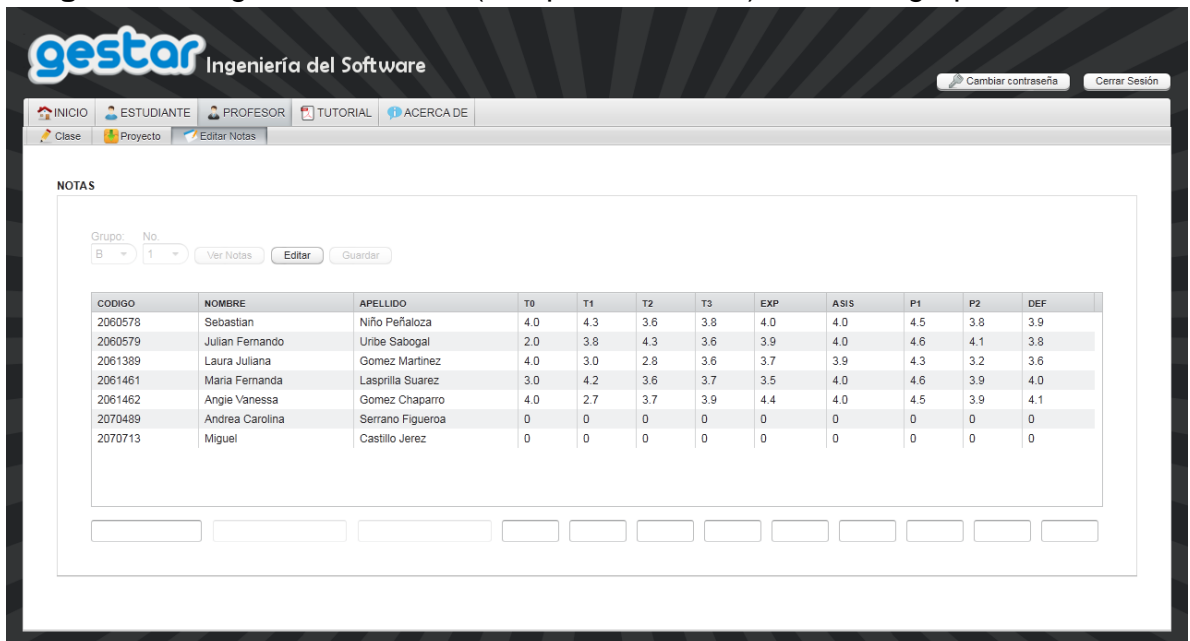 gestar Ingeniería del Software
Cambiar contraseña Cerrar Sesión
INICIO ESTUDIANTE PROFESOR TUTORIAL ACERCA DE
Clase Proyecto Editar Notas
NOTAS
Grupo: No.
B 1 Ver Notas Editar Guardar
CODIGO NOMBRE APELLIDO T0 T1 T2 T3 EXP ASIS P1 P2 DEF
2060578 Sebastian Niño Peñaloza 4.0 4.3 3.6 3.8 4.0 4.0 4.5 3.8 3.9
2060579 Julian Fernando Uribe Sabogal 2.0 3.8 4.3 3.6 3.9 4.0 4.6 4.1 3.8
2061389 Laura Juliana Gomez Martinez 4.0 3.0 2.8 3.6 3.7 3.9 4.3 3.2 3.6
2061461 Maria Fernanda Lasprilla Suarez 3.0 4.2 3.6 3.7 3.5 4.0 4.6 3.9 4.0
2061462 Angie Vanessa Gomez Chaparro 4.0 2.7 3.7 3.9 4.4 4.0 4.5 3.9 4.1
2070489 Andrea Carolina Serrano Figueroa 0 0 0 0 0 0 0 0 0
2070713 Miguel Castillo Jerez 0 0 0 0 0 0 0 0 0